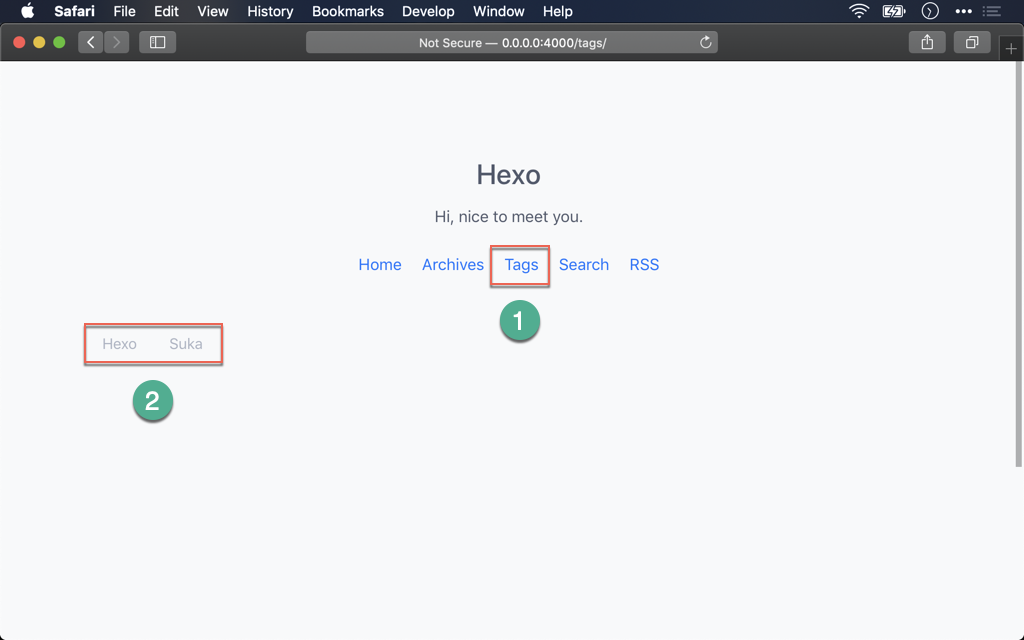 Safari File Edit View History Bookmarks Develop Window Help
Not Secure — 0.0.0.0:4000/tags/
Hexo
Hi, nice to meet you.
Home Archives Tags Search RSS
1
Hexo Suka
2